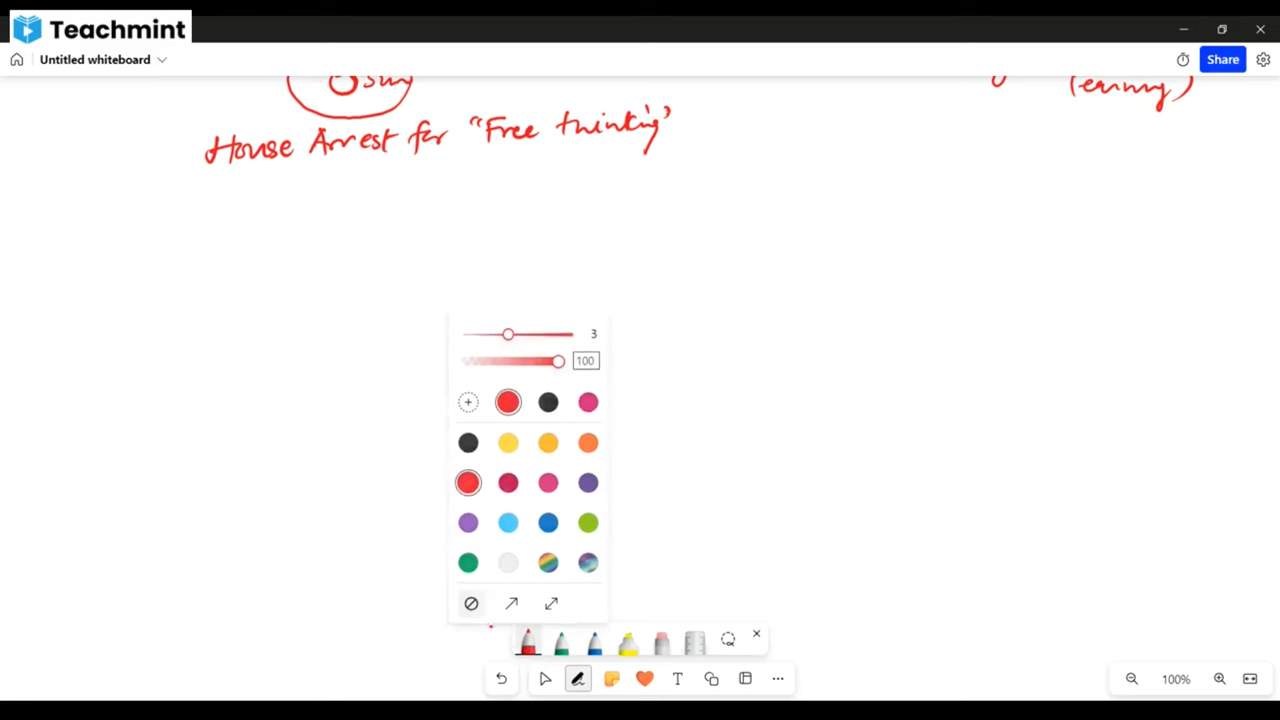 Teachmint
Untitled whiteboard
Share
House Arrest for "Free thinking"
3
100
T
100%